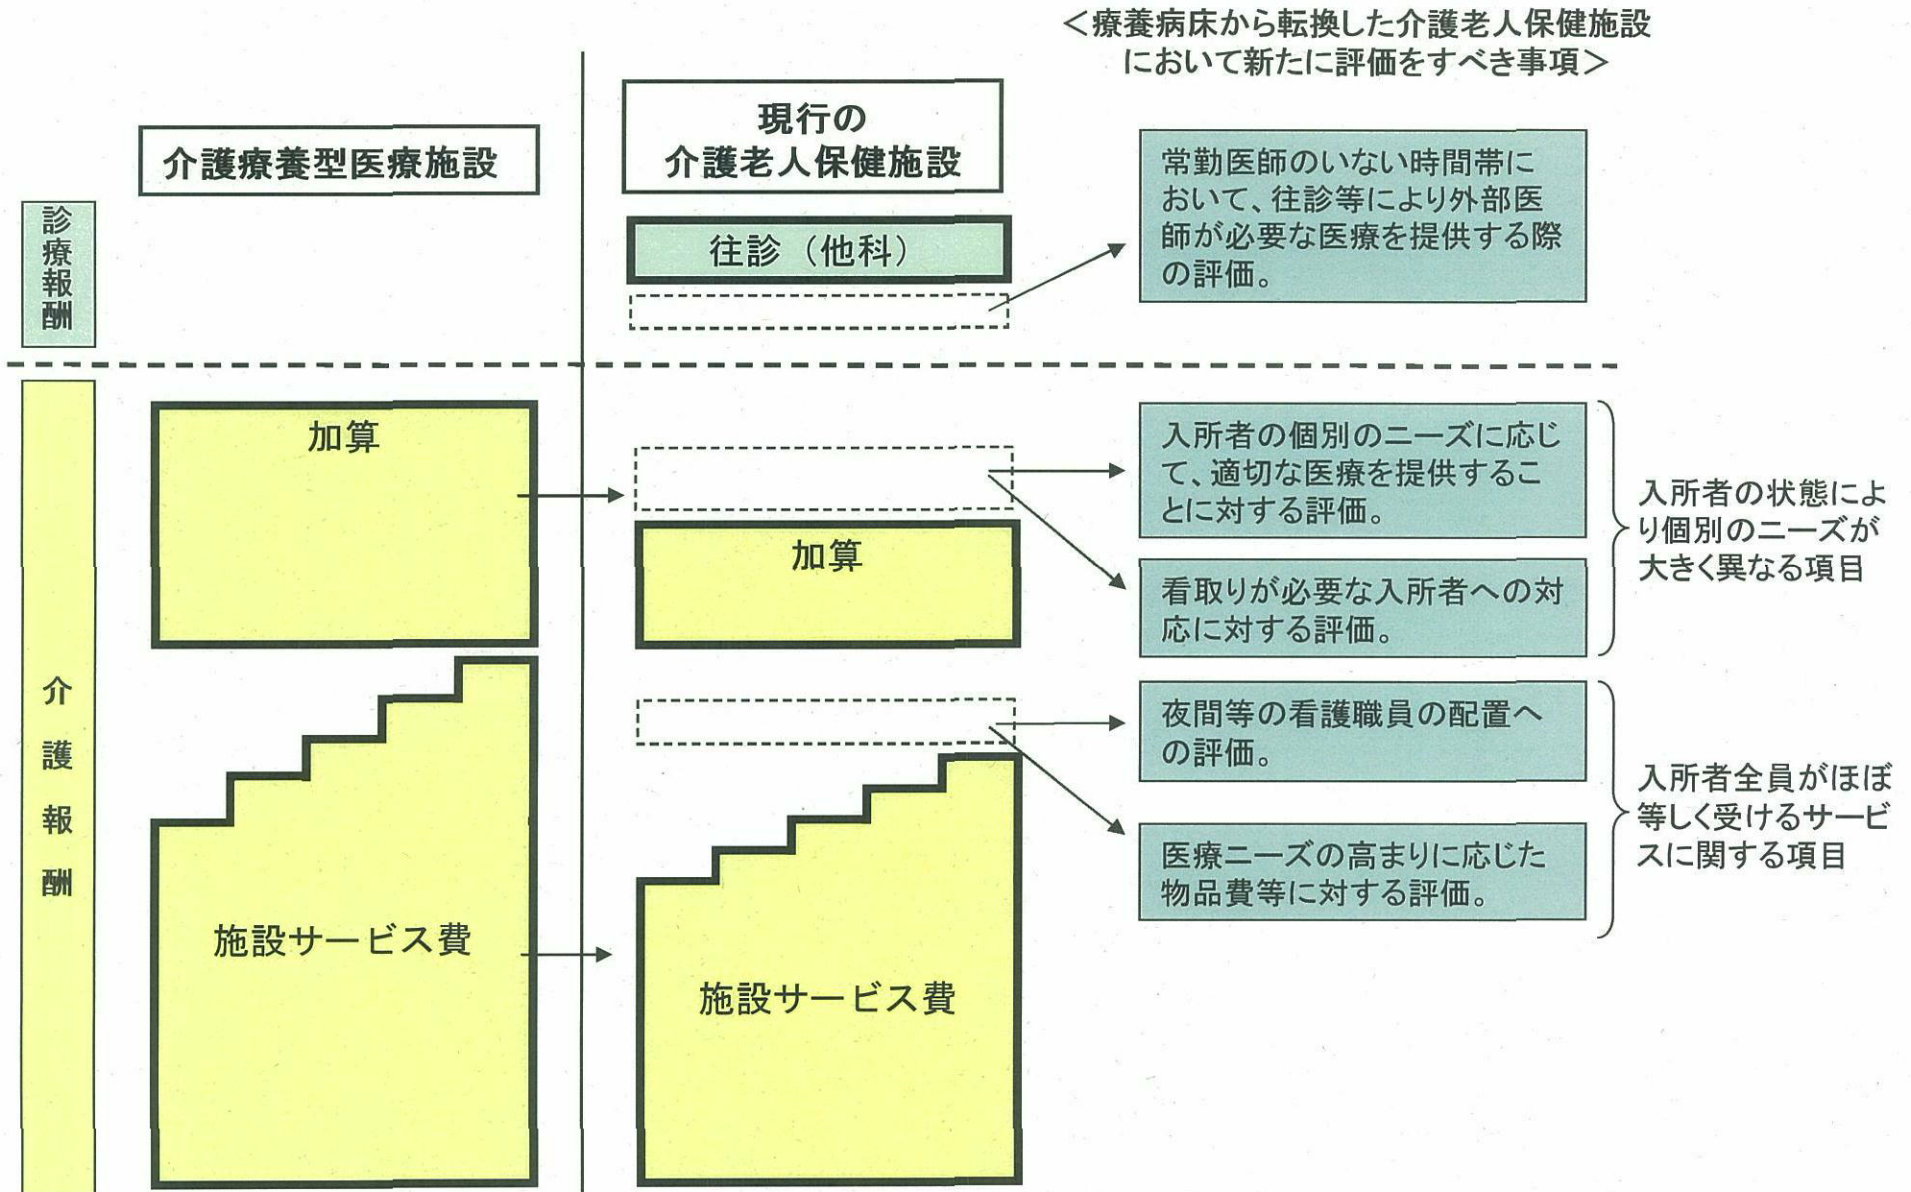 ＜療養病床から転換した介護老人保健施設
において新たに評価をすべき事項＞
介護療養型医療施設
現行の
介護老人保健施設
診療報酬
往診（他科）
常勤医師のいない時間帯に
おいて、往診等により外部医
師が必要な医療を提供する際
の評価。
介護報酬
加算
加算
入所者の個別のニーズに応じ
て、適切な医療を提供するこ
とに対する評価。
看取りが必要な入所者への対
応に対する評価。
入所者の状態によ
り個別のニーズが
大きく異なる項目
施設サービス費
施設サービス費
夜間等の看護職員の配置へ
の評価。
医療ニーズの高まりに応じた
物品費等に対する評価。
入所者全員がほぼ
等しく受けるサービ
スに関する項目